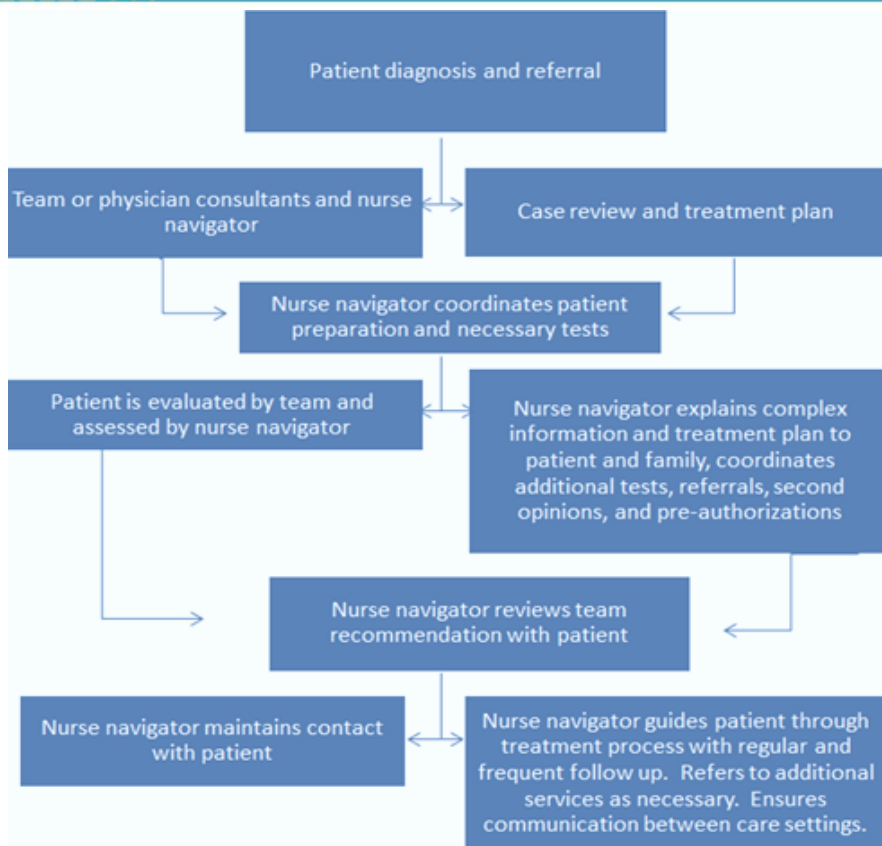 Patient diagnosis and referral
Team or physician consultants and nurse
navigator
Case review and treatment plan
Nurse navigator coordinates patient
preparation and necessary tests
Patient is evaluated by team and
assessed by nurse navigator
Nurse navigator explains complex
information and treatment plan to
patient and family, coordinates
additional tests, referrals, second
opinions, and pre-authorizations
Nurse navigator reviews team
recommendation with patient
Nurse navigator maintains contact
with patient
Nurse navigator guides patient through
treatment process with regular and
frequent follow up.  Refers to additional
services as necessary.  Ensures
communication between care settings.